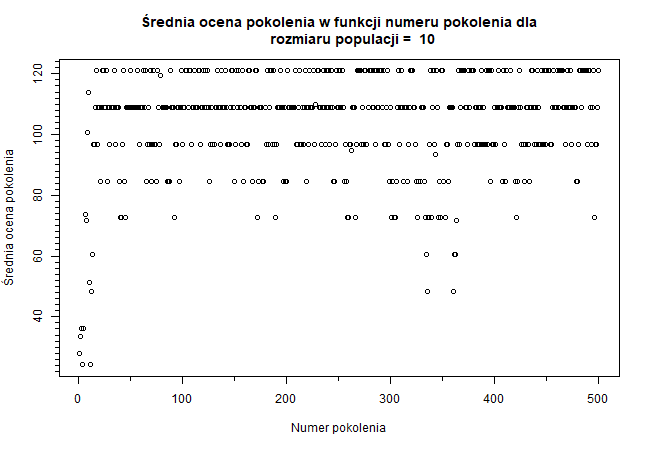 Średnia ocena pokolenia w funkcji numeru pokolenia dla
rozmiaru populacji = 10
Średnia ocena pokolenia
120
100
80
60
40
0 100 200 300 400 500
Numer pokolenia